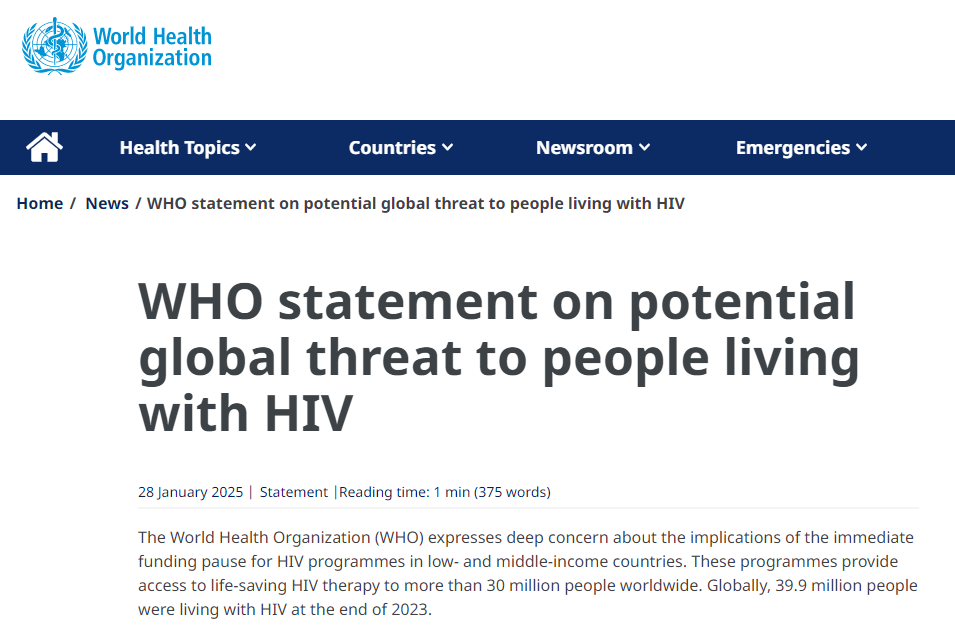 World Health
Organization
Health Topics
Countries
Newsroom
Emergencies
Home / News / WHO statement on potential global threat to people living with HIV
WHO statement on potential
global threat to people living
with HIV
28 January 2025 | Statement |Reading time: 1 min (375 words)
The World Health Organization (WHO) expresses deep concern about the implications of the immediate
funding pause for HIV programmes in low- and middle-income countries. These programmes provide
access to life-saving HIV therapy to more than 30 million people worldwide. Globally, 39.9 million people
were living with HIV at the end of 2023.